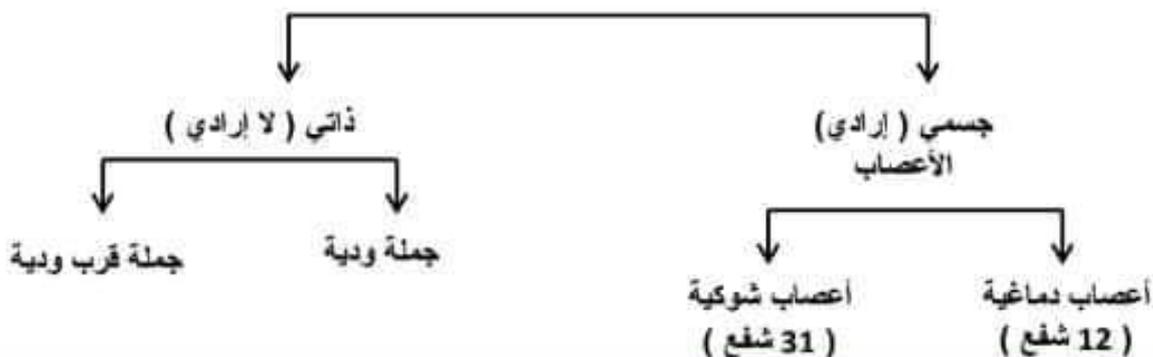 جسمي ( إرادي)
الأعصاب
ذاتي ( لا إرادي )
أعصاب دماغية
( 12 شفع )
أعصاب شوكية
( 31 شفع )
جملة ودية
جملة قرب ودية